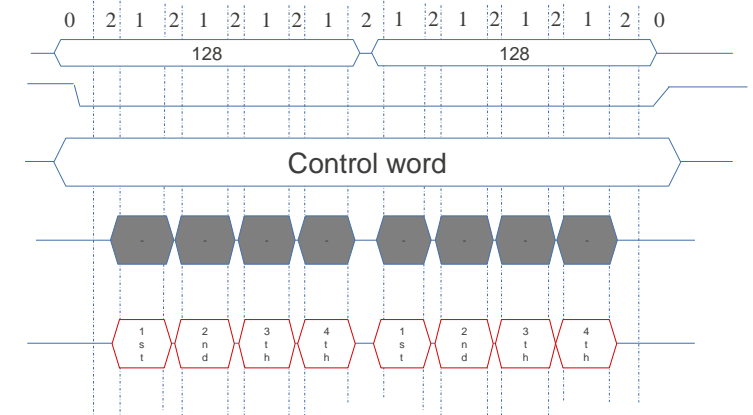 0 2 1 2 1 2 1 2 1 2 1 2 1 2 1 2 1 2 0
128 128
Control word
- - - - - - - -
1st 2nd 3th 4th 1st 2nd 3th 4th